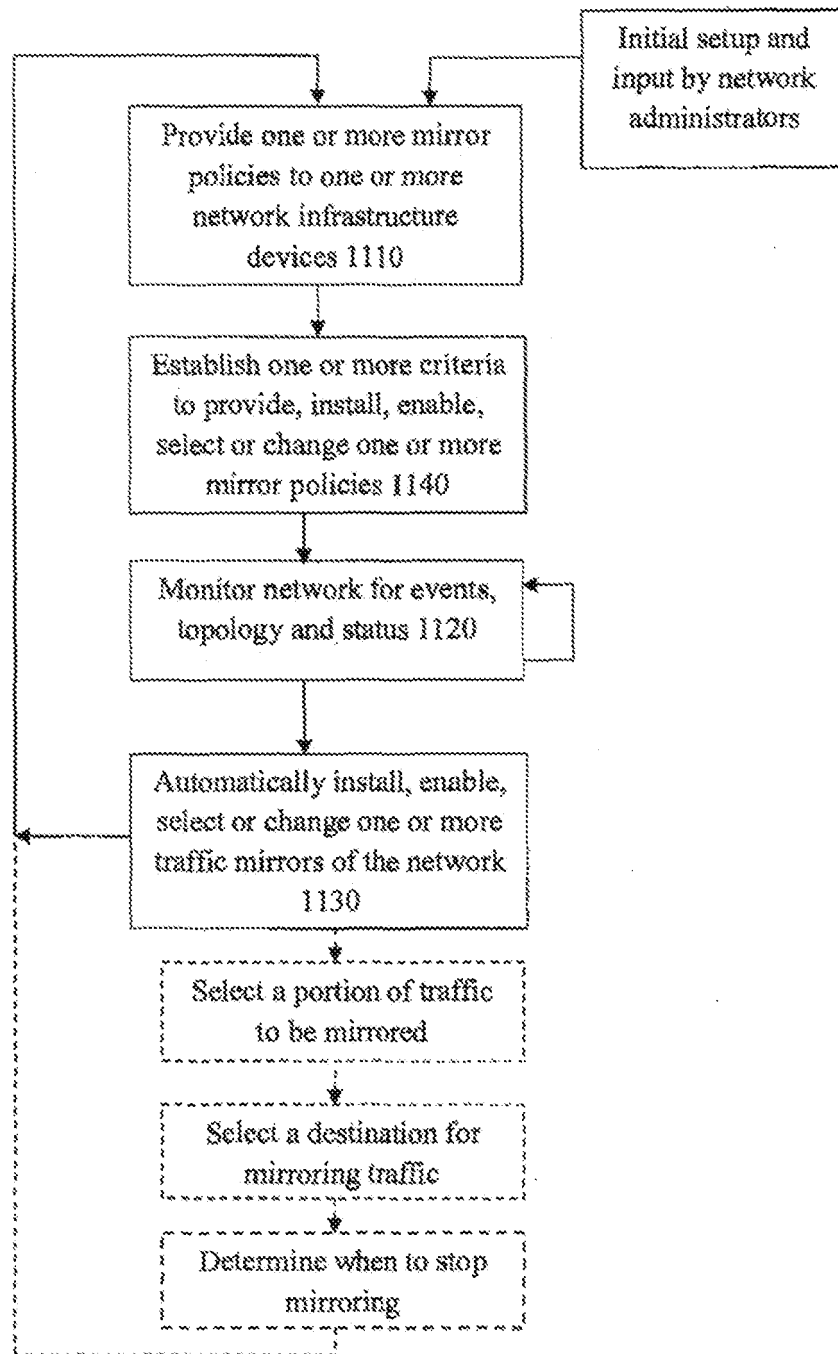 Initial setup and
input by network
administrators
Provide one or more mirror
policies to one or more
network infrastructure
devices 1110
Establish one or more criteria
to provide, install, enable,
select or change one or more
mirror policies 1140
Monitor network for events,
topology and status 1120
Automatically install, enable,
select or change one or more
traffic mirrors of the network
1130
Select a portion of traffic
to be mirrored
Select a destination for
mirroring traffic
Determine when to stop
mirroring